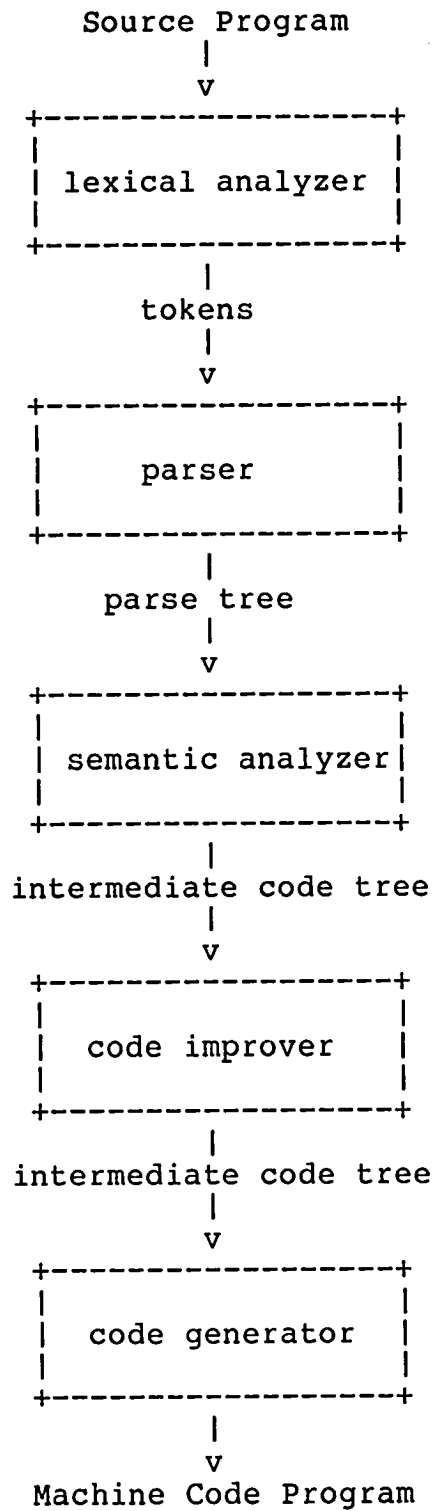 Source Program
|
v
lexical analyzer
|
tokens
|
v
parser
|
parse tree
|
v
semantic analyzer
|
intermediate code tree
|
v
code improver
|
intermediate code tree
|
v
code generator
|
v
Machine Code Program